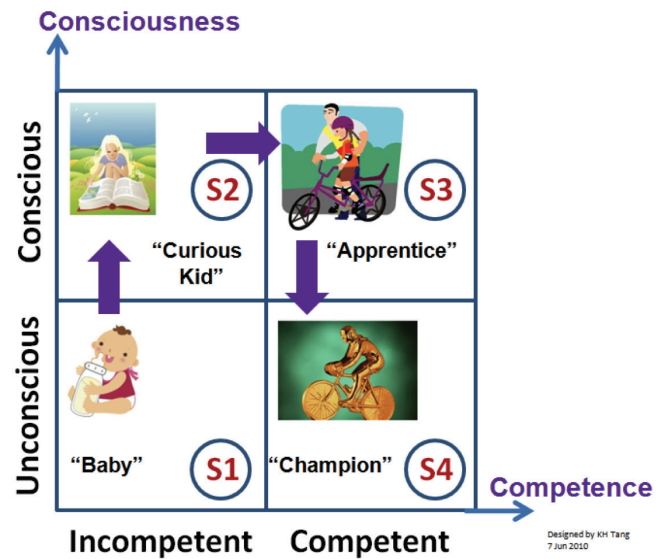 Consciousness
Conscious
S2
S3
“Curious
Kid”
“Apprentice”
Unconscious
“Baby”
S1
“Champion”
S4
Competence
Incompetent
Competent
Designed by KH Tang
7 Jun 2010